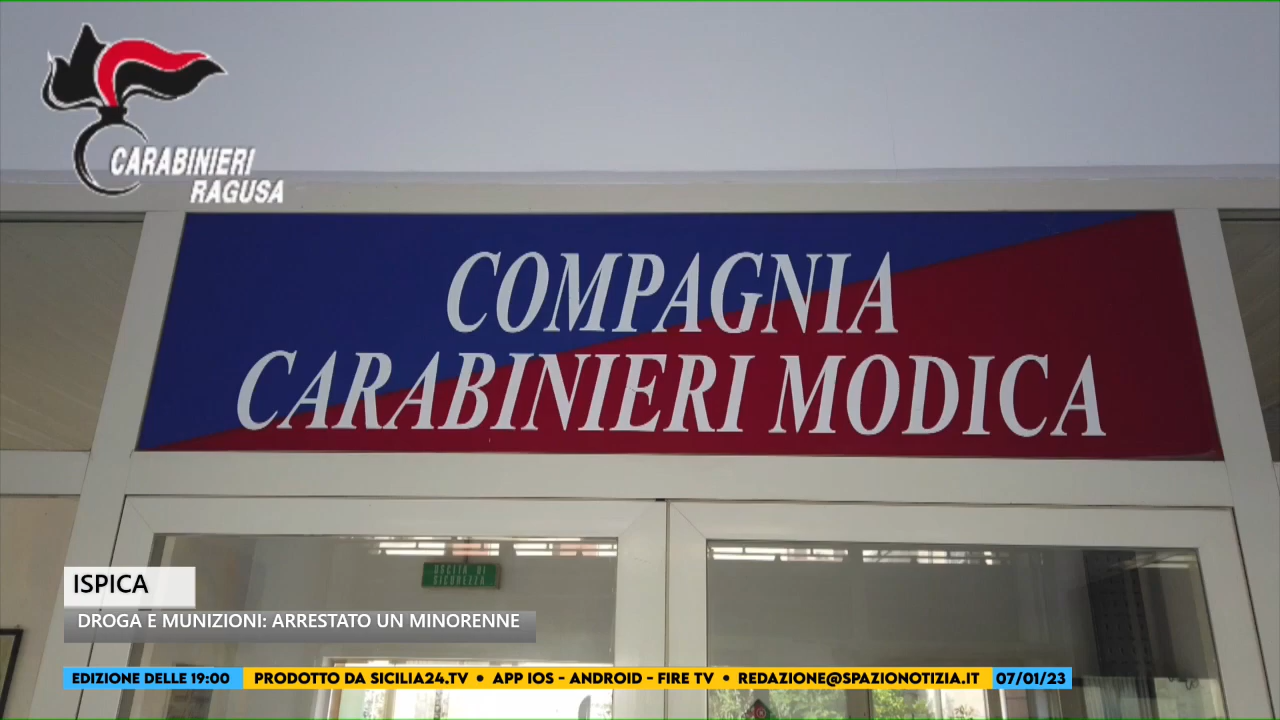 CARABINIERI
RAGUSA
COMPAGNIA
CARABINIERI MODICA
USCITA DI
SICUREZZA
ISPICA
DROGA E MUNIZIONI: ARRESTATO UN MINORENNE
EDIZIONE DELLE 19:00 PRODOTTO DA SICILIA24.TV • APP IOS - ANDROID - FIRE TV • REDAZIONE@SPAZIONOTIZIA.IT 07/01/23